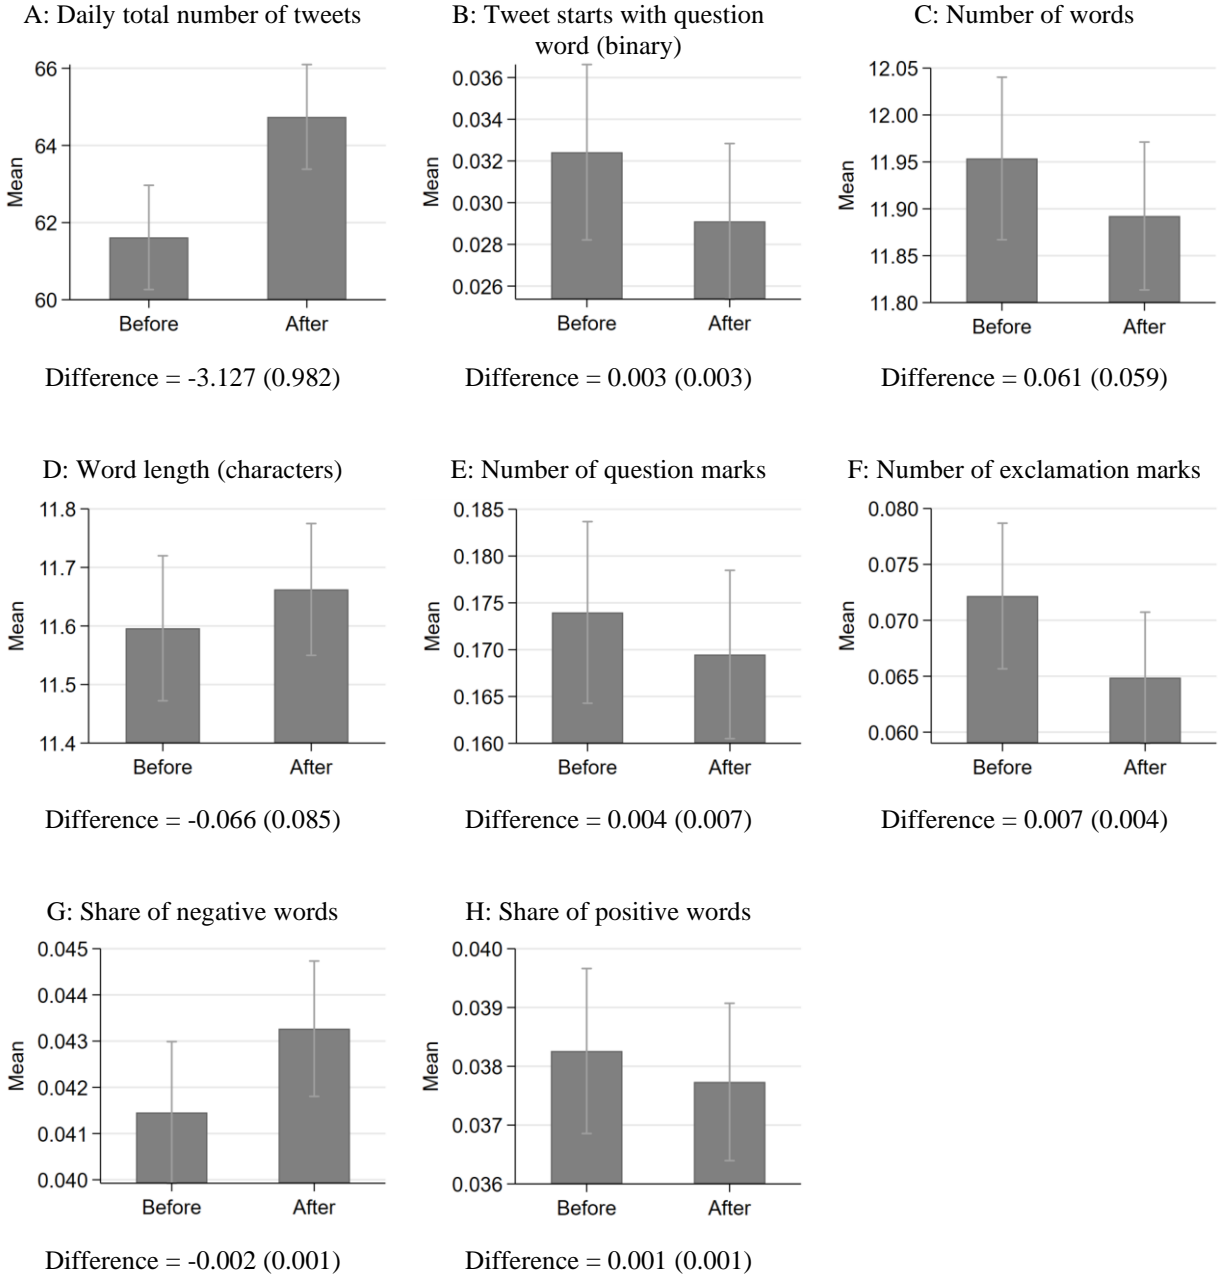 A: Daily total number of tweets
66
64
62
60
Mean
Before After
Difference = -3.127 (0.982)
B: Tweet starts with question
word (binary)
0.036
0.034
0.032
0.030
0.028
0.026
Mean
Before After
Difference = 0.003 (0.003)
C: Number of words
12.05
12.00
11.95
11.90
11.85
11.80
Mean
Before After
Difference = 0.061 (0.059)
D: Word length (characters)
11.8
11.7
11.6
11.5
11.4
Mean
Before After
Difference = -0.066 (0.085)
E: Number of question marks
0.185
0.180
0.175
0.170
0.165
0.160
Mean
Before After
Difference = 0.004 (0.007)
F: Number of exclamation marks
0.080
0.075
0.070
0.065
0.060
Mean
Before After
Difference = 0.007 (0.004)
G: Share of negative words
0.045
0.044
0.043
0.042
0.041
0.040
Mean
Before After
Difference = -0.002 (0.001)
H: Share of positive words
0.040
0.039
0.038
0.037
0.036
Mean
Before After
Difference = 0.001 (0.001)